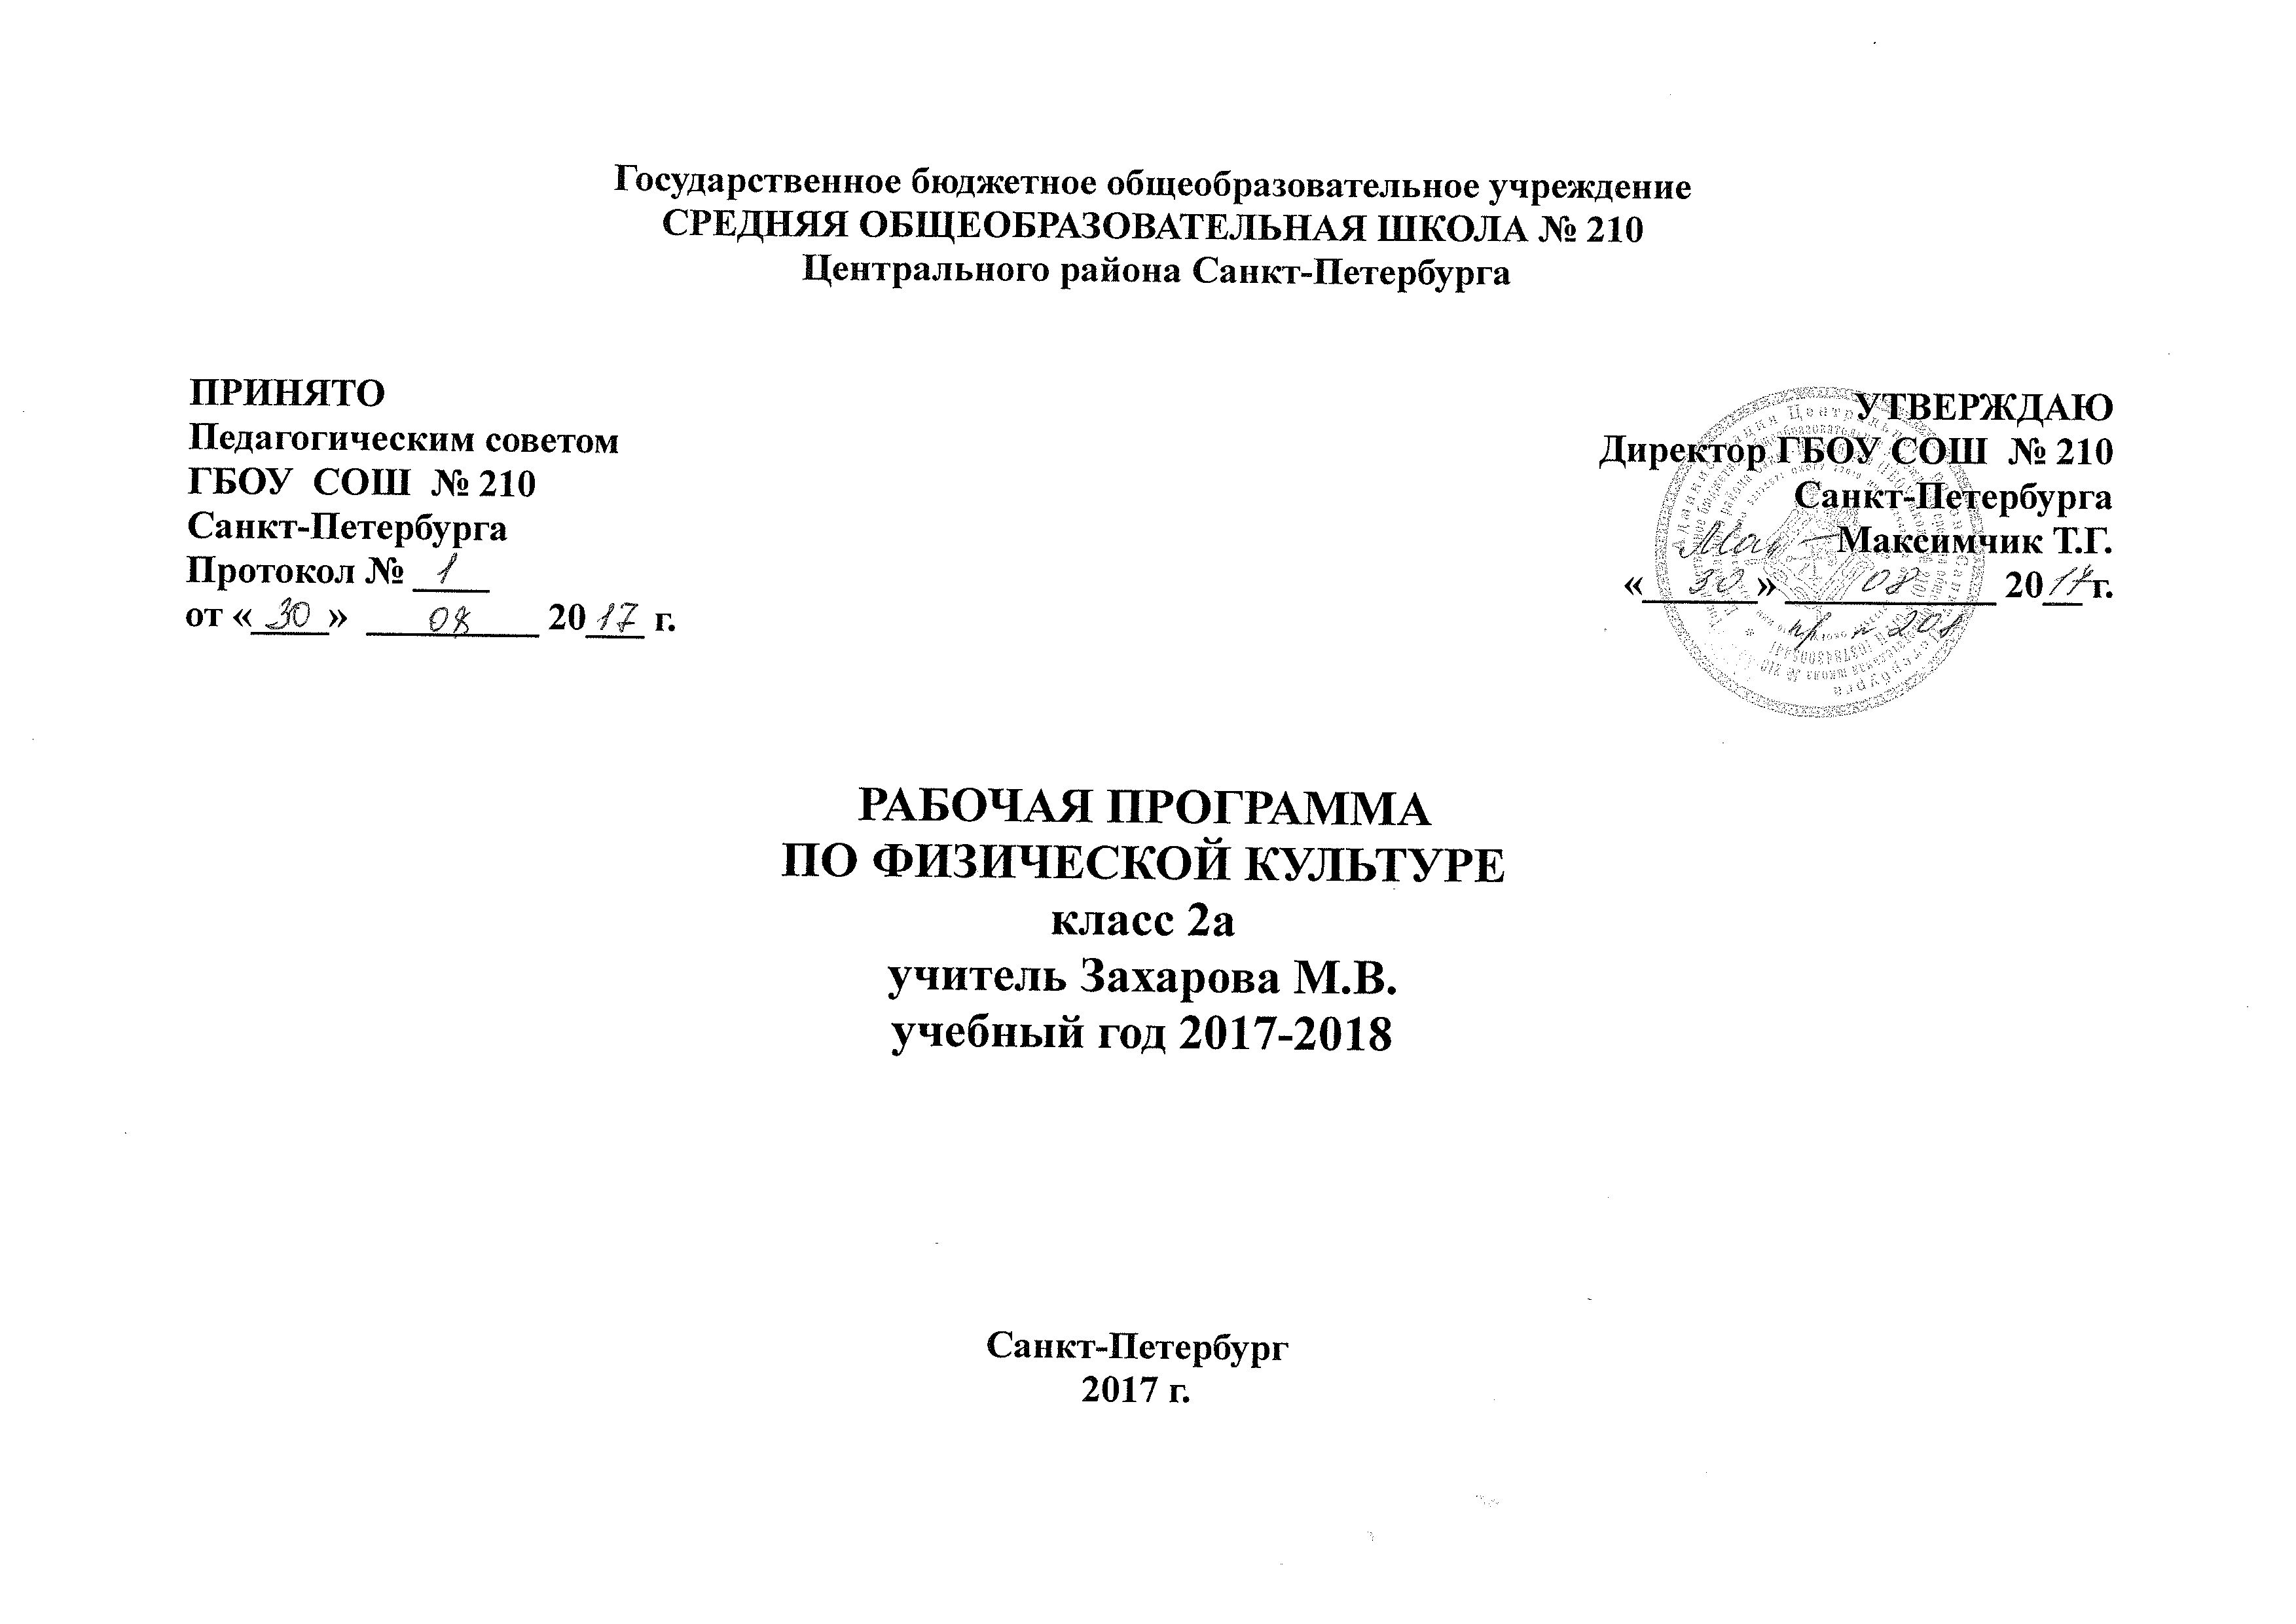 Государственное бюджетное общеобразовательное учреждение
СРЕДНЯЯ ОБЩЕОБРАЗОВАТЕЛЬНАЯ ШКОЛА № 210
Центрального района Санкт-Петербурга
ПРИНЯТО
Педагогическим советом
ГБОУ СОШ № 210
Санкт-Петербурга
Протокол № 1
от «30» 08 2017 г.
УТВЕРЖДАЮ
Директор ГБОУ СОШ № 210
Санкт-Петербурга
Максимчик Т.Г.
«30» 08 2017г.
пр. № 208
РАБОЧАЯ ПРОГРАММА
ПО ФИЗИЧЕСКОЙ КУЛЬТУРЕ
класс 2а
учитель Захарова М.В.
учебный год 2017-2018
Санкт-Петербург
2017 г.